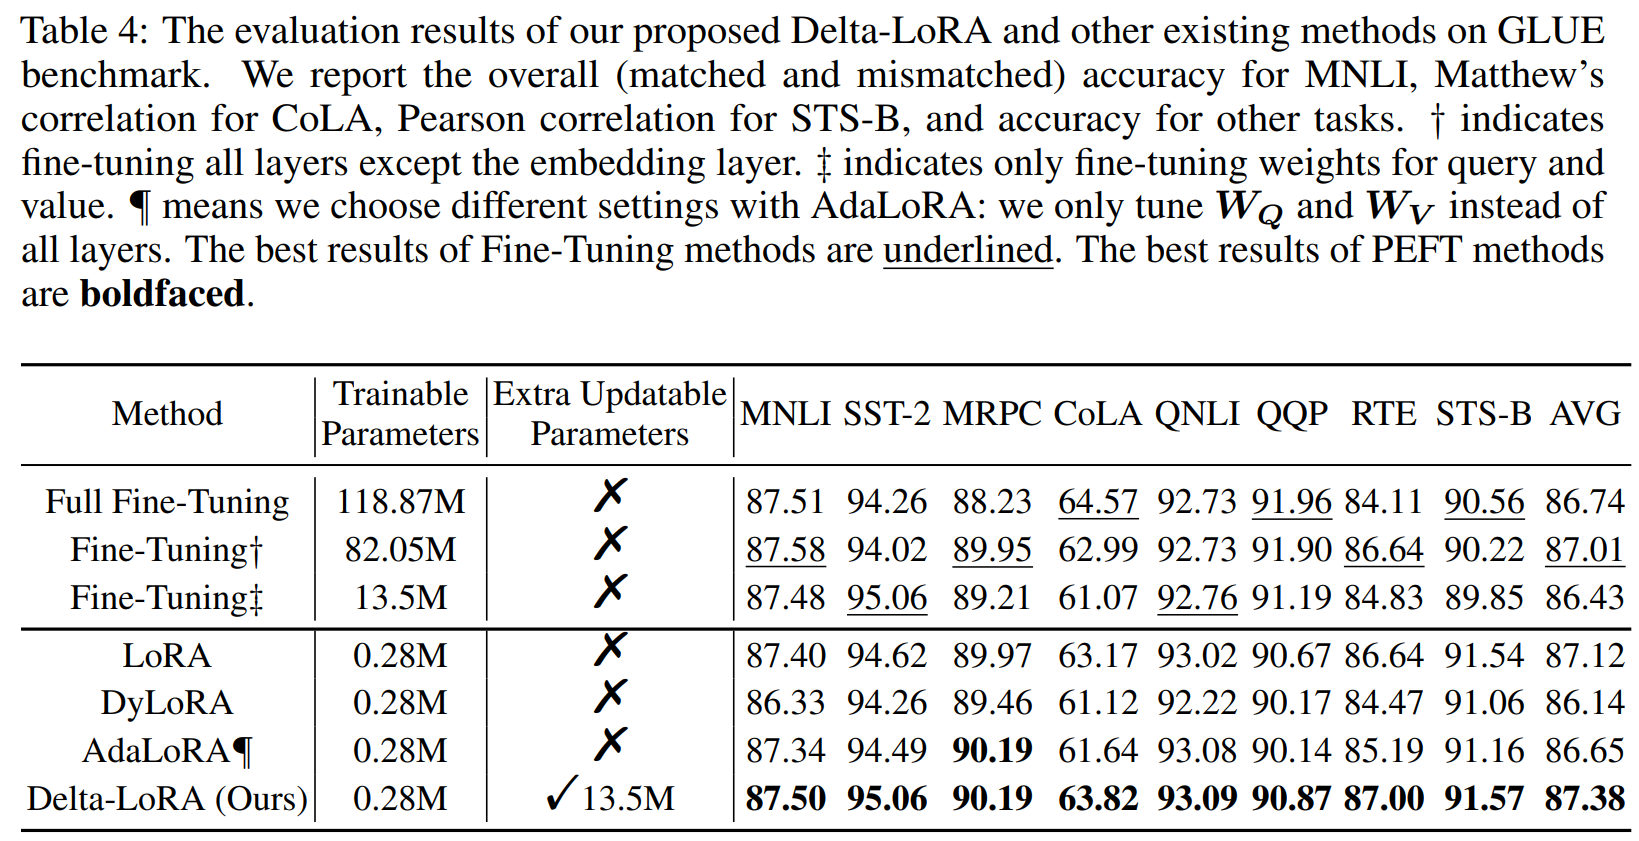 Table 4: The evaluation results of our proposed Delta-LoRA and other existing methods on GLUE
benchmark. We report the overall (matched and mismatched) accuracy for MNLI, Matthew's
correlation for CoLA, Pearson correlation for STS-B, and accuracy for other tasks. † indicates
fine-tuning all layers except the embedding layer. ‡ indicates only fine-tuning weights for query and
value. ¶ means we choose different settings with AdaLoRA: we only tune W_Q and W_V instead of
all layers. The best results of Fine-Tuning methods are underlined. The best results of PEFT methods
are boldfaced.
Method Trainable Parameters Extra Updatable Parameters MNLI SST-2 MRPC CoLA QNLI QQP RTE STS-B AVG
Full Fine-Tuning 118.87M ✗ 87.51 94.26 88.23 64.57 92.73 91.96 84.11 90.56 86.74
Fine-Tuning† 82.05M ✗ 87.58 94.02 89.95 62.99 92.73 91.90 86.64 90.22 87.01
Fine-Tuning‡ 13.5M ✗ 87.48 95.06 89.21 61.07 92.76 91.19 84.83 89.85 86.43
LoRA 0.28M ✗ 87.40 94.62 89.97 63.17 93.02 90.67 86.64 91.54 87.12
DyLoRA 0.28M ✗ 86.33 94.26 89.46 61.12 92.22 90.17 84.47 91.06 86.14
AdaLoRA¶ 0.28M ✗ 87.34 94.49 90.19 61.64 93.08 90.14 85.19 91.16 86.65
Delta-LoRA (Ours) 0.28M ✓ 13.5M 87.50 95.06 90.19 63.82 93.09 90.87 87.00 91.57 87.38